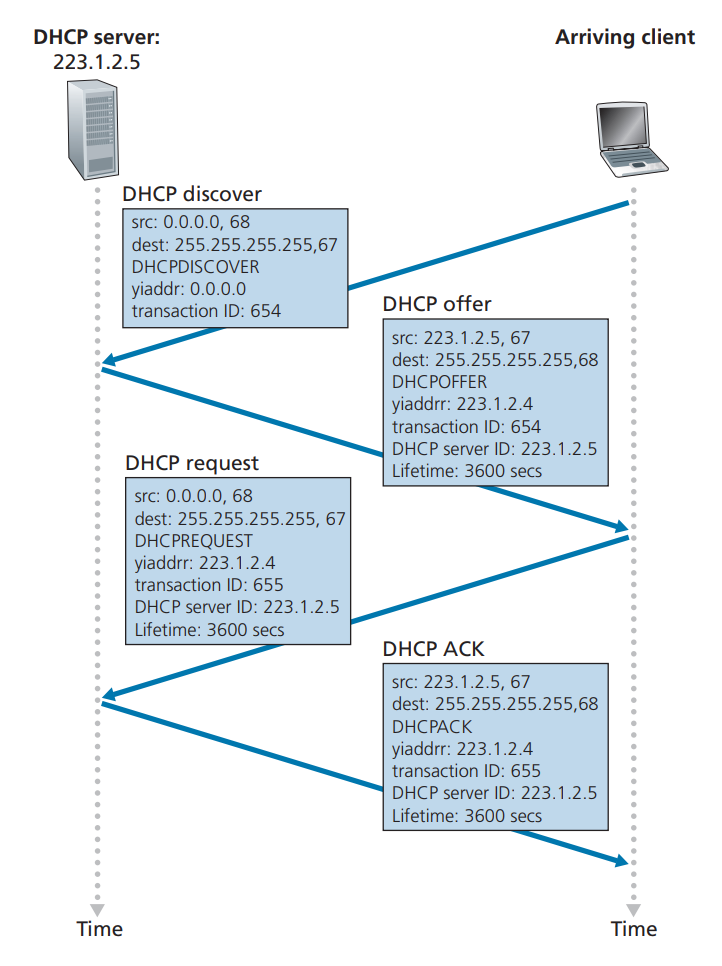 DHCP server:
223.1.2.5
Arriving client
DHCP discover
src: 0.0.0.0, 68
dest: 255.255.255.255,67
DHCPDISCOVER
yiaddr: 0.0.0.0
transaction ID: 654
DHCP offer
src: 223.1.2.5, 67
dest: 255.255.255.255,68
DHCPOFFER
yiaddrr: 223.1.2.4
transaction ID: 654
DHCP server ID: 223.1.2.5
Lifetime: 3600 secs
DHCP request
src: 0.0.0.0, 68
dest: 255.255.255.255, 67
DHCPREQUEST
yiaddrr: 223.1.2.4
transaction ID: 655
DHCP server ID: 223.1.2.5
Lifetime: 3600 secs
DHCP ACK
src: 223.1.2.5, 67
dest: 255.255.255.255,68
DHCPACK
yiaddrr: 223.1.2.4
transaction ID: 655
DHCP server ID: 223.1.2.5
Lifetime: 3600 secs
Time
Time